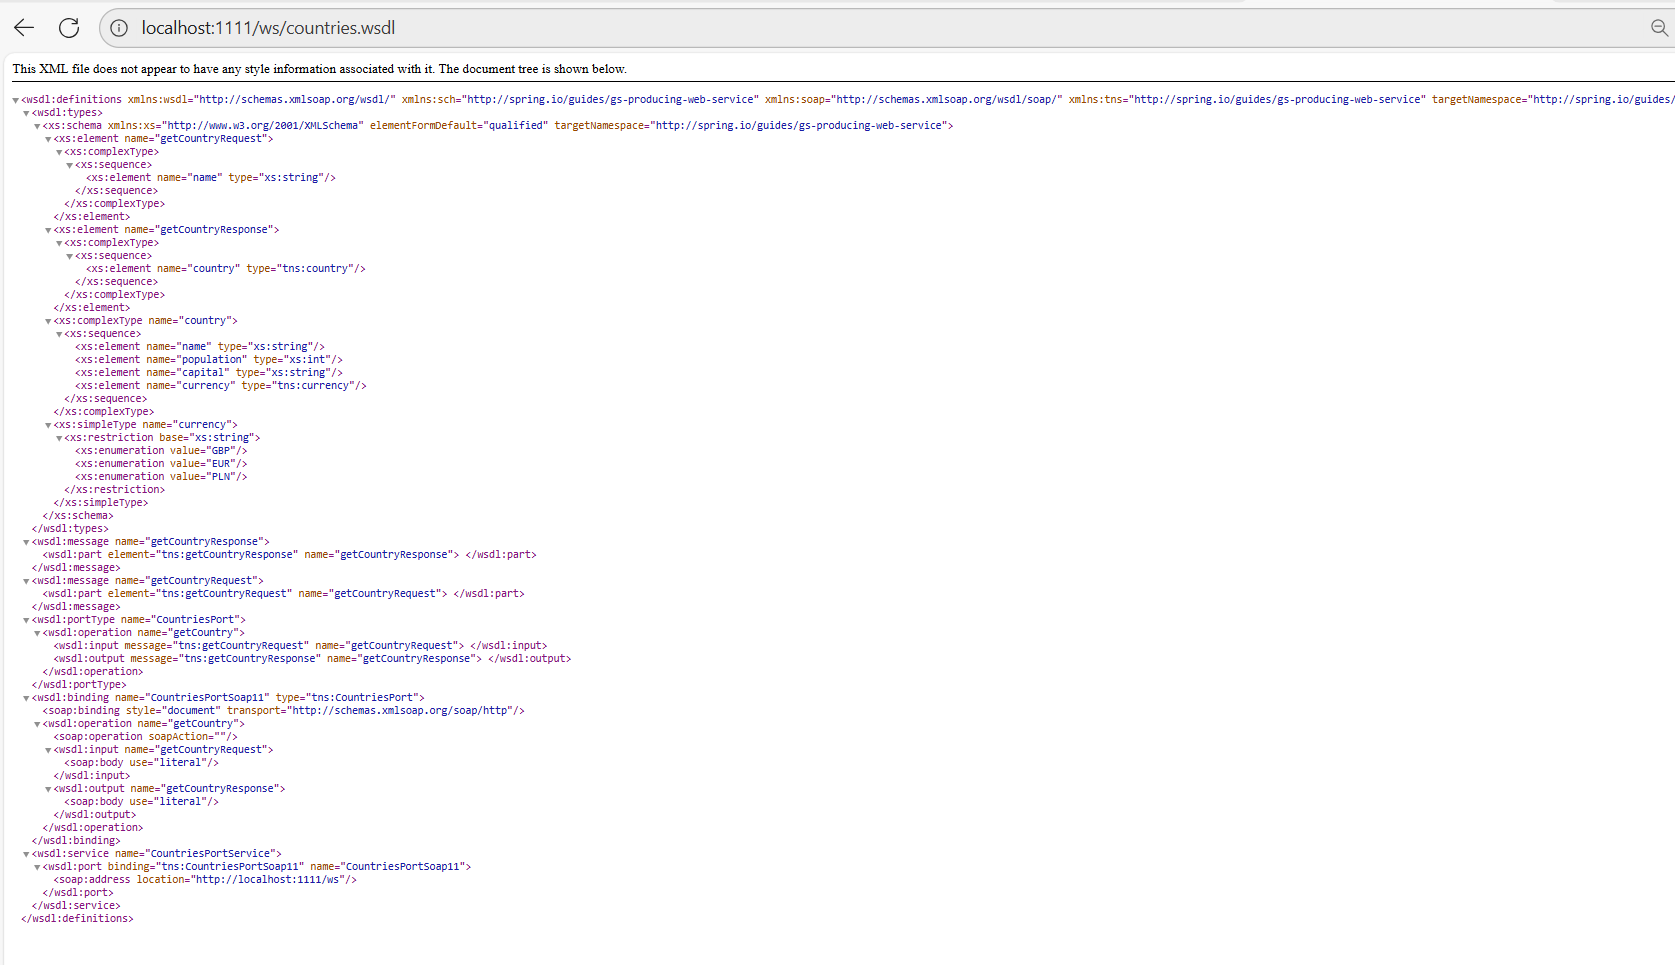 localhost:1111/ws/countries.wsdl
This XML file does not appear to have any style information associated with it. The document tree is shown below.
<wsdl:definitions xmlns:wsdl="http://schemas.xmlsoap.org/wsdl/" xmlns:sch="http://spring.io/guides/gs-producing-web-service" xmlns:soap="http://schemas.xmlsoap.org/wsdl/soap/" xmlns:tns="http://spring.io/guides/gs-producing-web-service" targetNamespace="http://spring.io/guides/
<wsdl:types>
<xs:schema xmlns:xs="http://www.w3.org/2001/XMLSchema" elementFormDefault="qualified" targetNamespace="http://spring.io/guides/gs-producing-web-service">
<xs:element name="getCountryRequest">
<xs:complexType>
<xs:sequence>
<xs:element name="name" type="xs:string"/>
</xs:sequence>
</xs:complexType>
</xs:element>
<xs:element name="getCountryResponse">
<xs:complexType>
<xs:sequence>
<xs:element name="country" type="tns:country"/>
</xs:sequence>
</xs:complexType>
</xs:element>
<xs:complexType name="country">
<xs:sequence>
<xs:element name="name" type="xs:string"/>
<xs:element name="population" type="xs:int"/>
<xs:element name="capital" type="xs:string"/>
<xs:element name="currency" type="tns:currency"/>
</xs:sequence>
</xs:complexType>
<xs:simpleType name="currency">
<xs:restriction base="xs:string">
<xs:enumeration value="GBP"/>
<xs:enumeration value="EUR"/>
<xs:enumeration value="PLN"/>
</xs:restriction>
</xs:simpleType>
</xs:schema>
</wsdl:types>
<wsdl:message name="getCountryResponse">
<wsdl:part element="tns:getCountryResponse" name="getCountryResponse"> </wsdl:part>
</wsdl:message>
<wsdl:message name="getCountryRequest">
<wsdl:part element="tns:getCountryRequest" name="getCountryRequest"> </wsdl:part>
</wsdl:message>
<wsdl:portType name="CountriesPort">
<wsdl:operation name="getCountry">
<wsdl:input message="tns:getCountryRequest" name="getCountryRequest"> </wsdl:input>
<wsdl:output message="tns:getCountryResponse" name="getCountryResponse"> </wsdl:output>
</wsdl:operation>
</wsdl:portType>
<wsdl:binding name="CountriesPortSoap11" type="tns:CountriesPort">
<soap:binding style="document" transport="http://schemas.xmlsoap.org/soap/http"/>
<wsdl:operation name="getCountry">
<soap:operation soapAction=""/>
<wsdl:input name="getCountryRequest">
<soap:body use="literal"/>
</wsdl:input>
<wsdl:output name="getCountryResponse">
<soap:body use="literal"/>
</wsdl:output>
</wsdl:operation>
</wsdl:binding>
<wsdl:service name="CountriesPortService">
<wsdl:port binding="tns:CountriesPortSoap11" name="CountriesPortSoap11">
<soap:address location="http://localhost:1111/ws"/>
</wsdl:port>
</wsdl:service>
</wsdl:definitions>